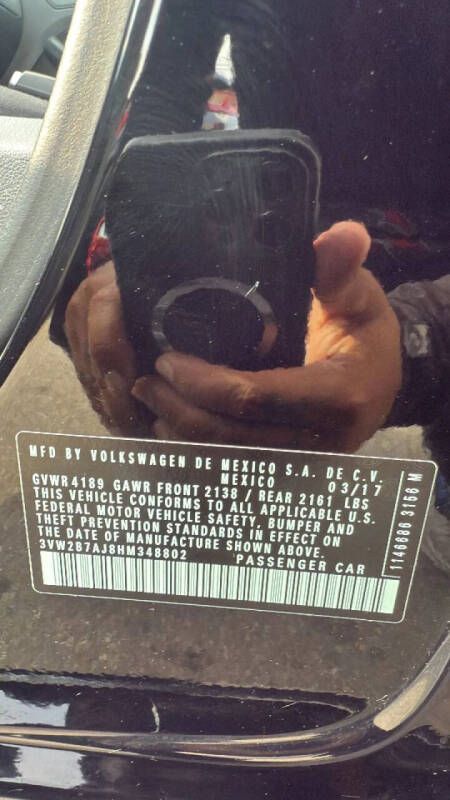 MFD BY VOLKSWAGEN DE MEXICO S.A. DE C.V.
MEXICO 03/17
GVWR 4189 GAWR FRONT 2138 / REAR 2161 LBS
THIS VEHICLE CONFORMS TO ALL APPLICABLE U.S.
FEDERAL MOTOR VEHICLE SAFETY, BUMPER AND
THEFT PREVENTION STANDARDS IN EFFECT ON
THE DATE OF MANUFACTURE SHOWN ABOVE.
3VW2B7AJ8HM348802 PASSENGER CAR
1146686 3156 M